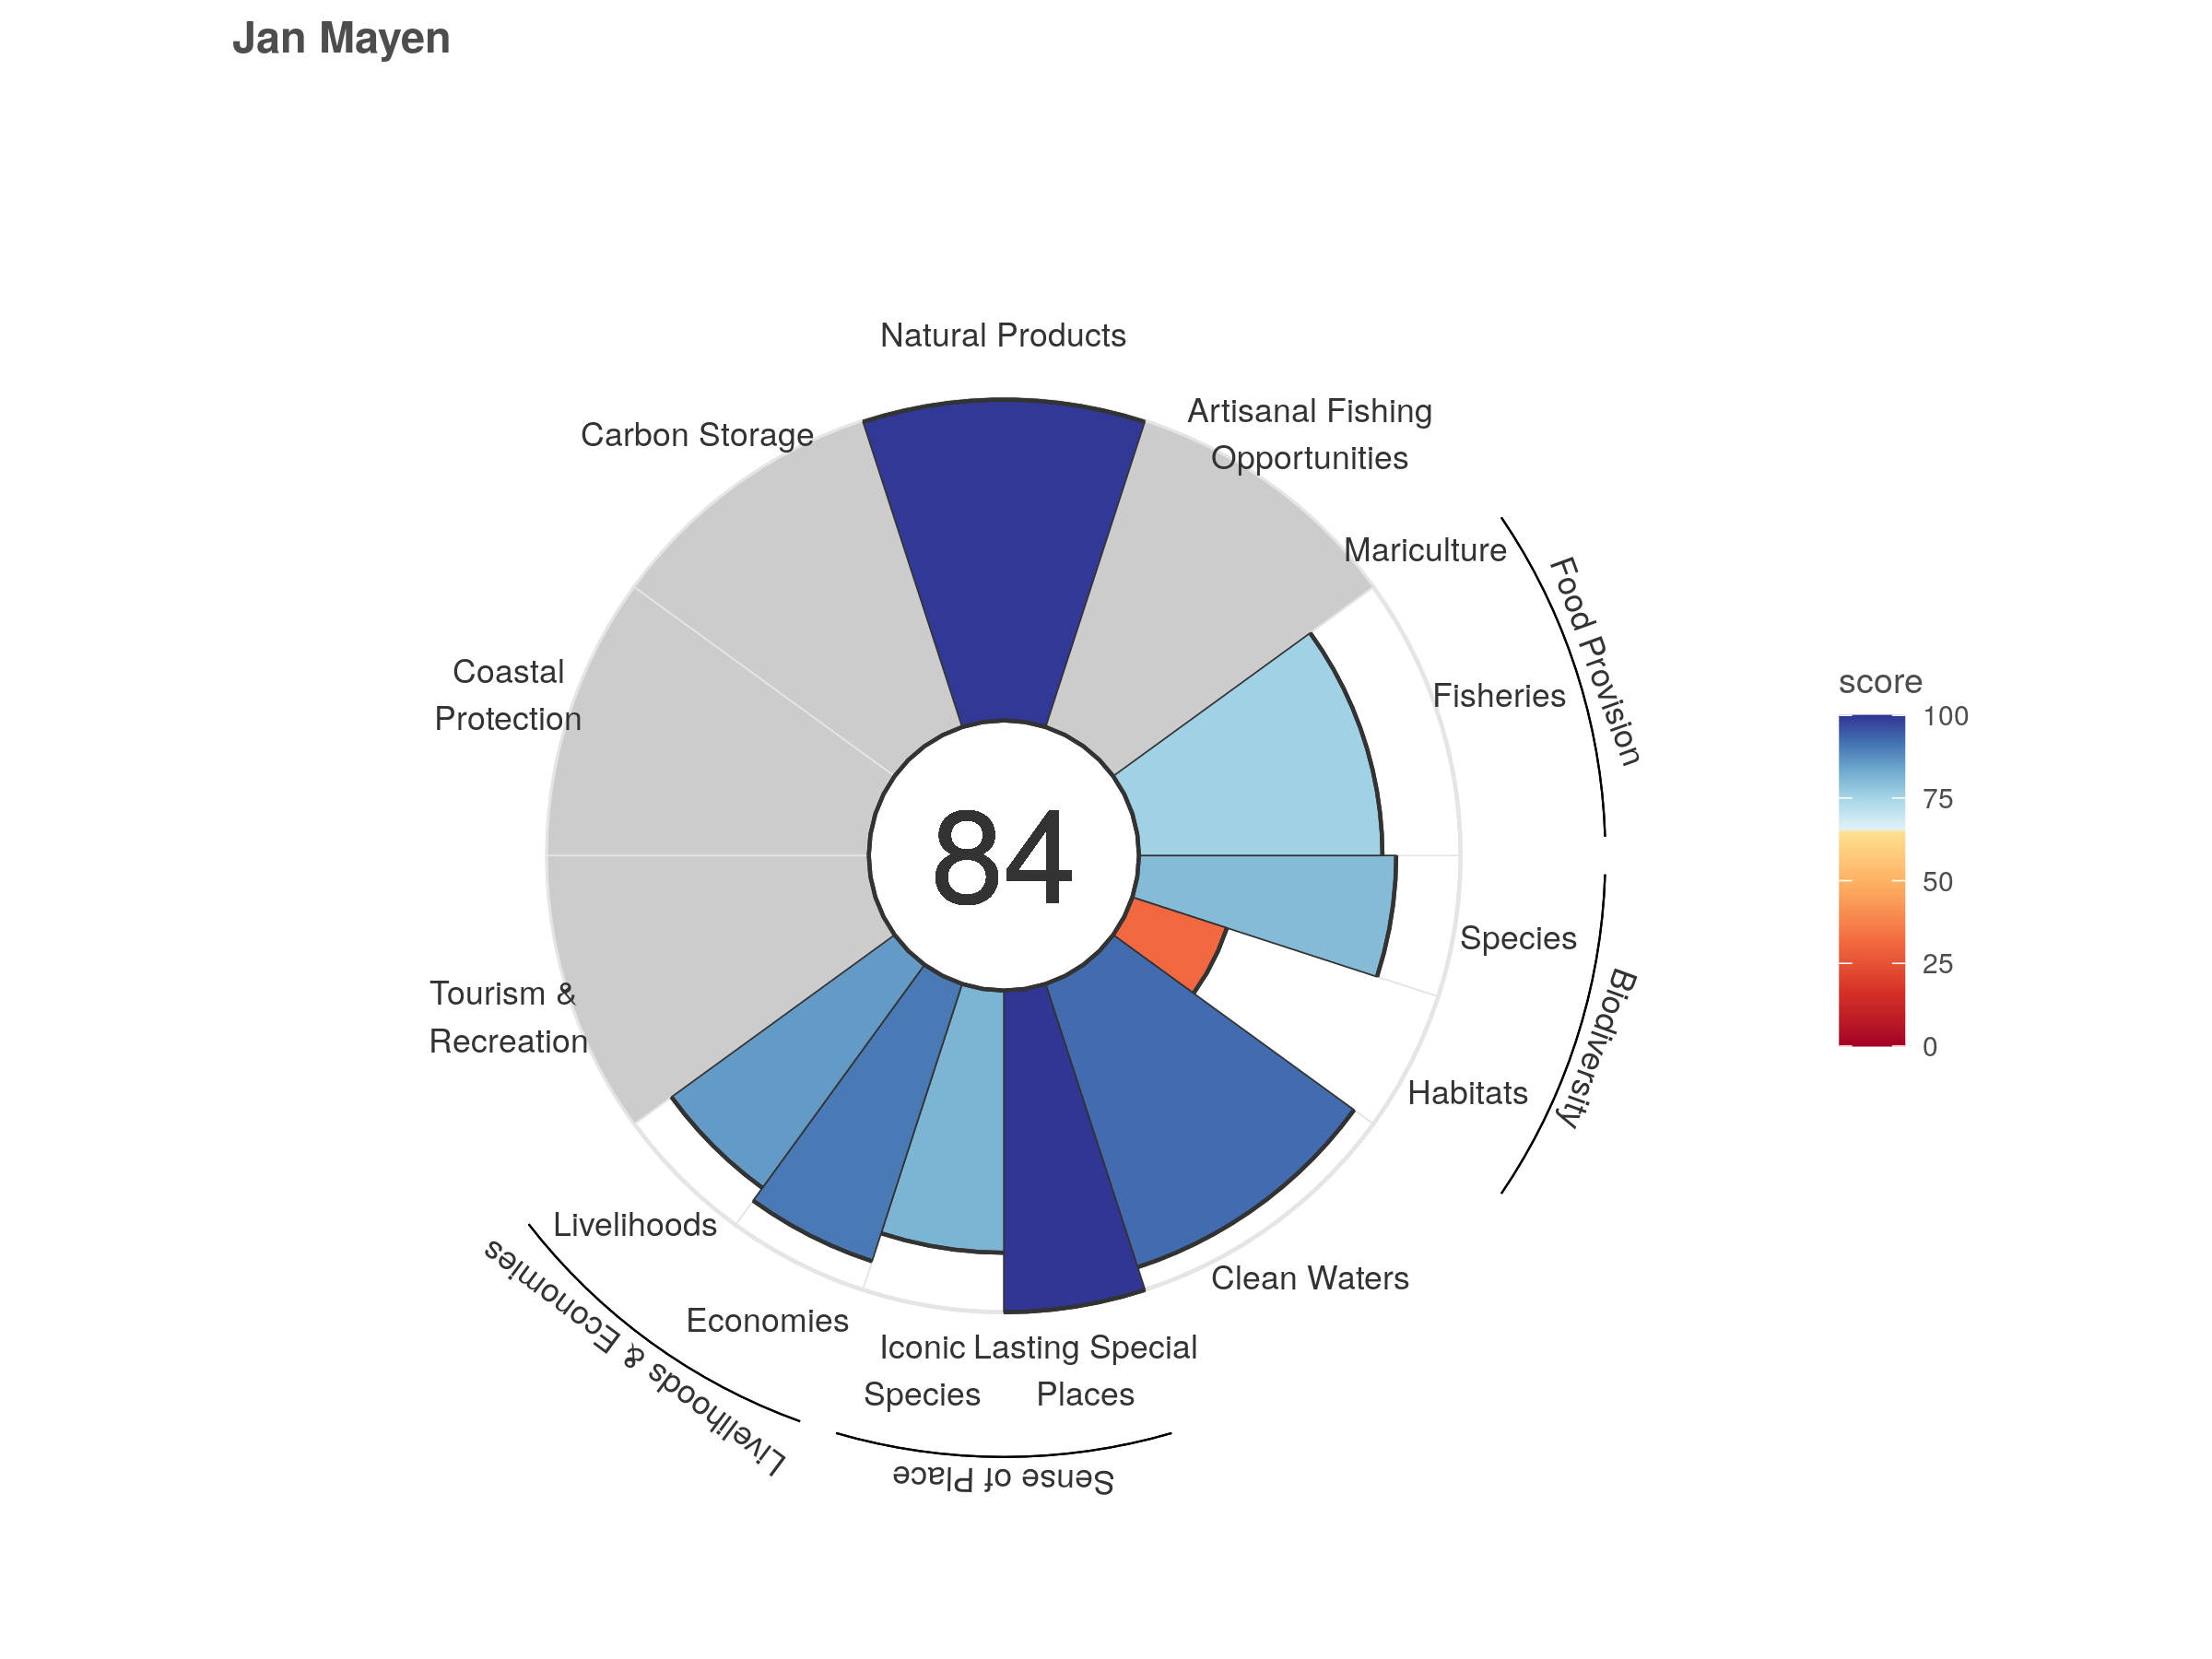 Jan Mayen
Natural Products
Artisanal Fishing
Opportunities
Carbon Storage
Mariculture
Food Provision
Fisheries
Coastal
Protection
score
100
75
50
25
0
84
Species
Biodiversity
Tourism &
Recreation
Habitats
Livelihoods
Clean Waters
Economies
Livelihoods & Economies
Iconic
Species
Lasting Special
Places
Sense of Place